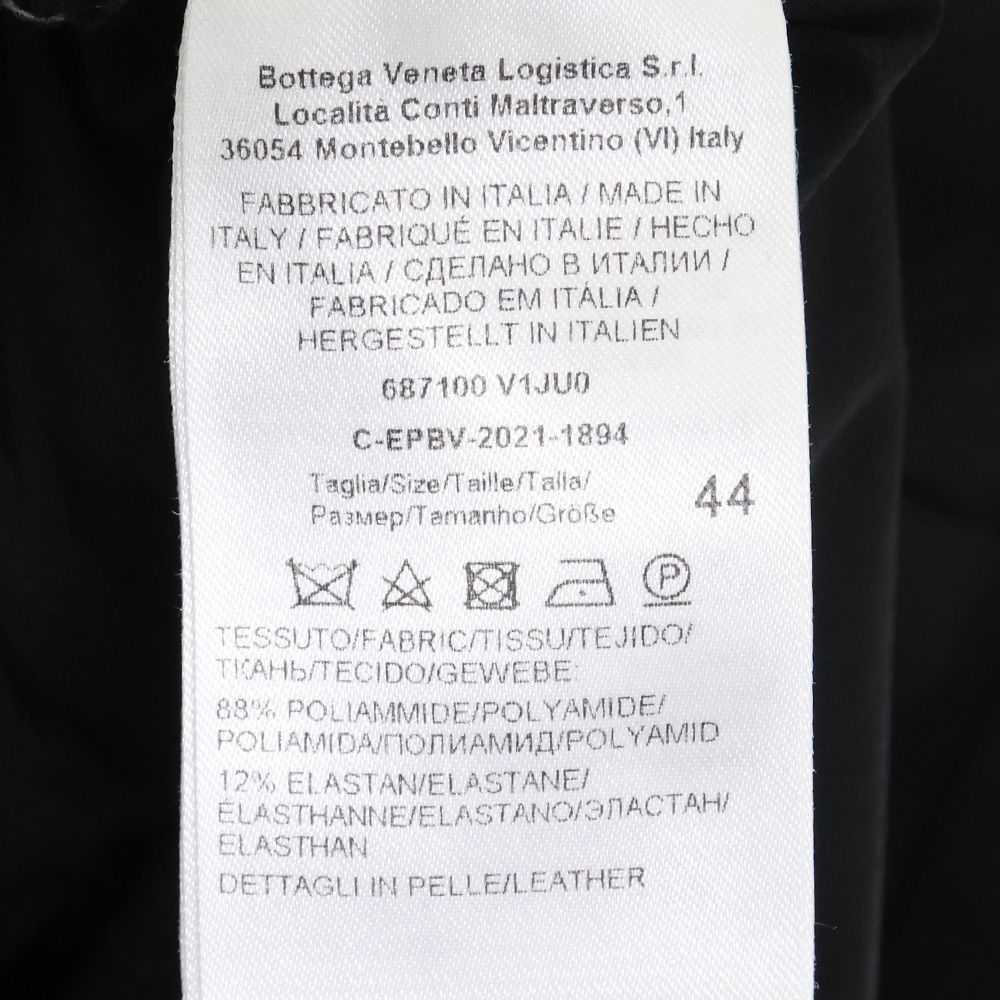 Bottega Veneta Logistica S.r.l.
Località Conti Maltraverso,1
36054 Montebello Vicentino (VI) Italy
FABBRICATO IN ITALIA / MADE IN
ITALY / FABRIQUÉ EN ITALIE / HECHO
EN ITALIA / СДЕЛАНО В ИТАЛИИ /
FABRICADO EM ITÁLIA /
HERGESTELLT IN ITALIEN
687100 V1JU0
C-EPBV-2021-1894
Taglia/Size/Taille/Talla/
Размер/Tamanho/Größe 44
P
TESSUTO/FABRIC/TISSU/TEJIDO/
ТКАНЬ/TECIDO/GEWEBE:
88% POLIAMMIDE/POLYAMIDE/
POLIAMIDA/ПОЛИАМИД/POLYAMID
12% ELASTAN/ELASTANE/
ÉLASTHANNE/ELASTANO/ЭЛАСТАН/
ELASTHAN
DETTAGLI IN PELLE/LEATHER